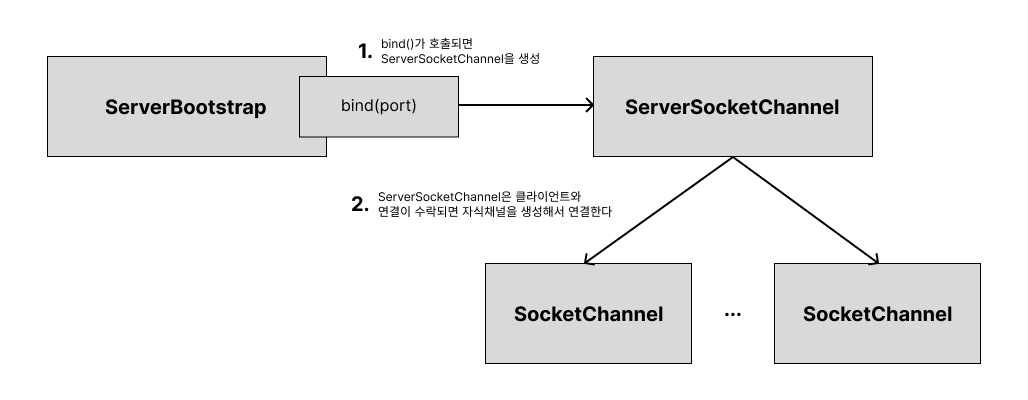 1.
bind()가 호출되면
ServerSocketChannel을 생성
ServerBootstrap
bind(port)
ServerSocketChannel
2.
ServerSocketChannel은 클라이언트와
연결이 수락되면 자식채널을 생성해서 연결한다
SocketChannel
...
SocketChannel